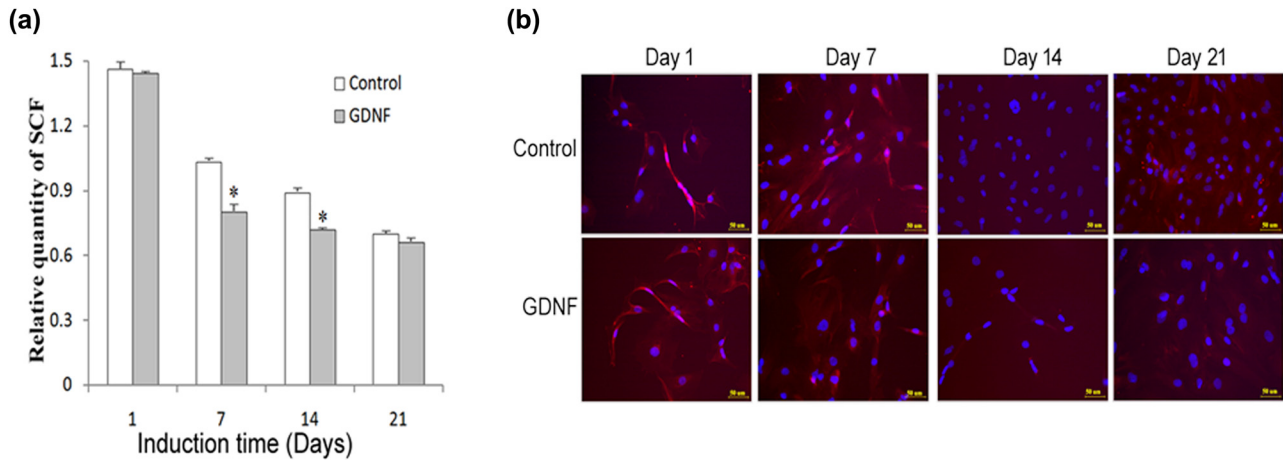 (a)
1.5
1.2
0.9
0.6
0.3
0
Relative quantity of SCF
Control
GDNF
*
*
1 7 14 21
Induction time (Days)
(b)
Day 1 Day 7 Day 14 Day 21
Control
50 um 50 um 50 um 50 um
GDNF
50 um 50 um 50 um 50 um